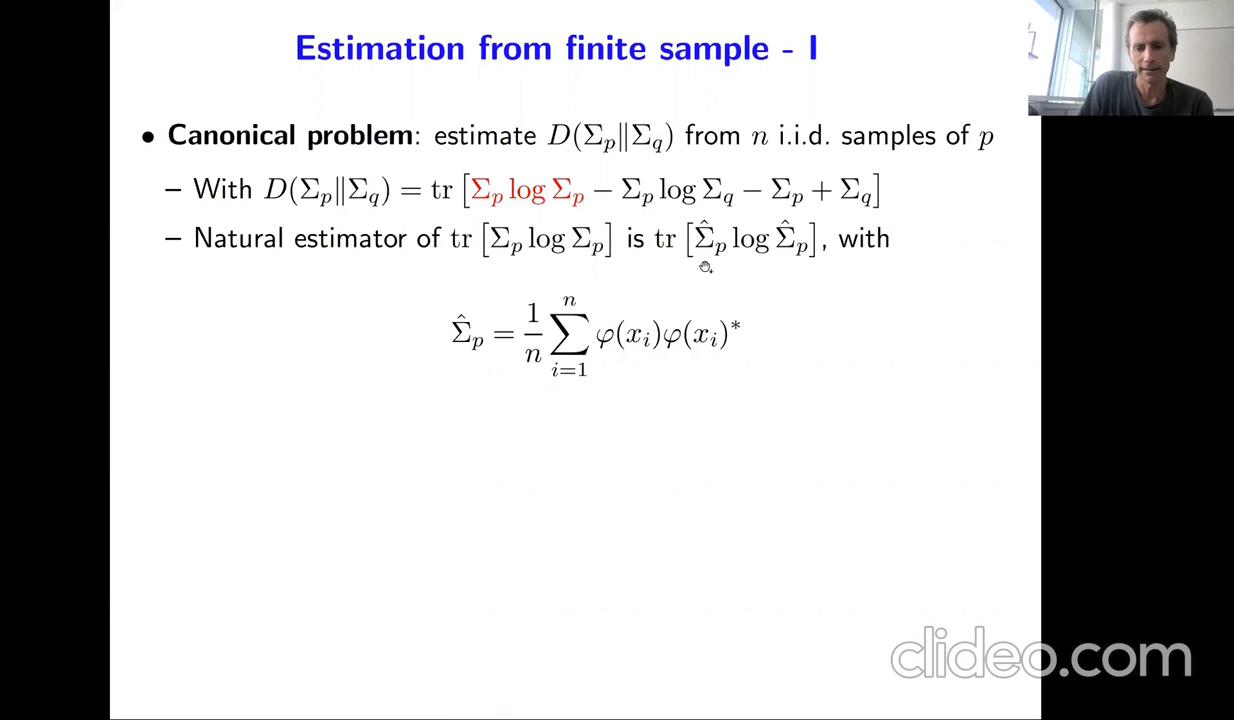 Estimation from finite sample - I
• Canonical problem: estimate D(Σ_p‖Σ_q) from n i.i.d. samples of p
– With D(Σ_p‖Σ_q) = tr [Σ_p log Σ_p − Σ_p log Σ_q − Σ_p + Σ_q]
– Natural estimator of tr [Σ_p log Σ_p] is tr [Σ̂_p log Σ̂_p], with
Σ̂_p = \frac{1}{n} \sum_{i=1}^{n} φ(x_i)φ(x_i)^*
clideo.com